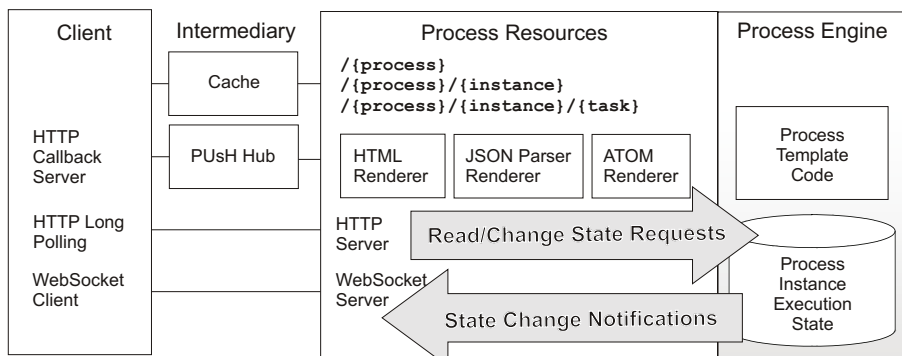 Client
Intermediary
Process Resources
Process Engine
Cache
/{process}
/{process}/{instance}
/{process}/{instance}/{task}
HTTP
Callback
Server
PUsH Hub
HTML
Renderer
JSON Parser
Renderer
ATOM
Renderer
Process
Template
Code
HTTP Long
Polling
HTTP
Server
Read/Change State Requests
WebSocket
Client
WebSocket
Server
State Change Notifications
Process
Instance
Execution
State